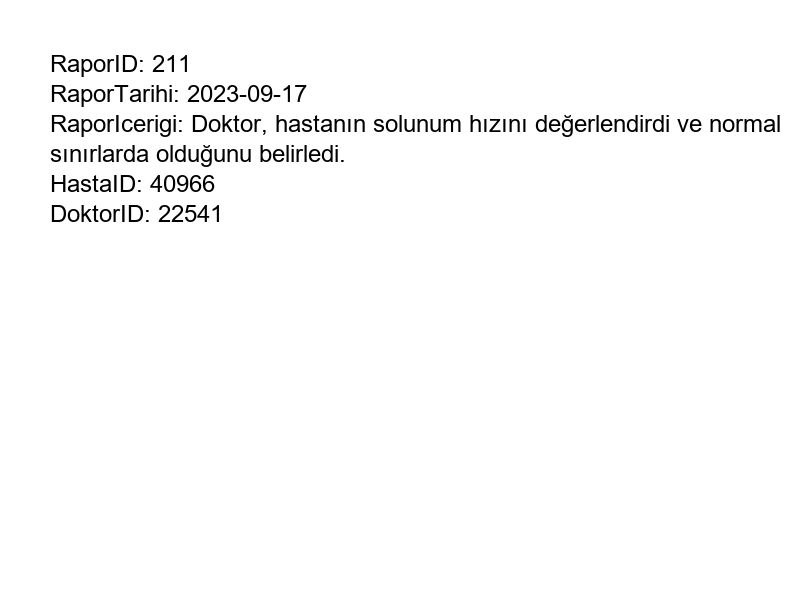 RaporID: 211
RaporTarihi: 2023-09-17
RaporIcerigi: Doktor, hastanın solunum hızını değerlendirdi ve normal
sınırlarda olduğunu belirledi.
HastaID: 40966
DoktorID: 22541